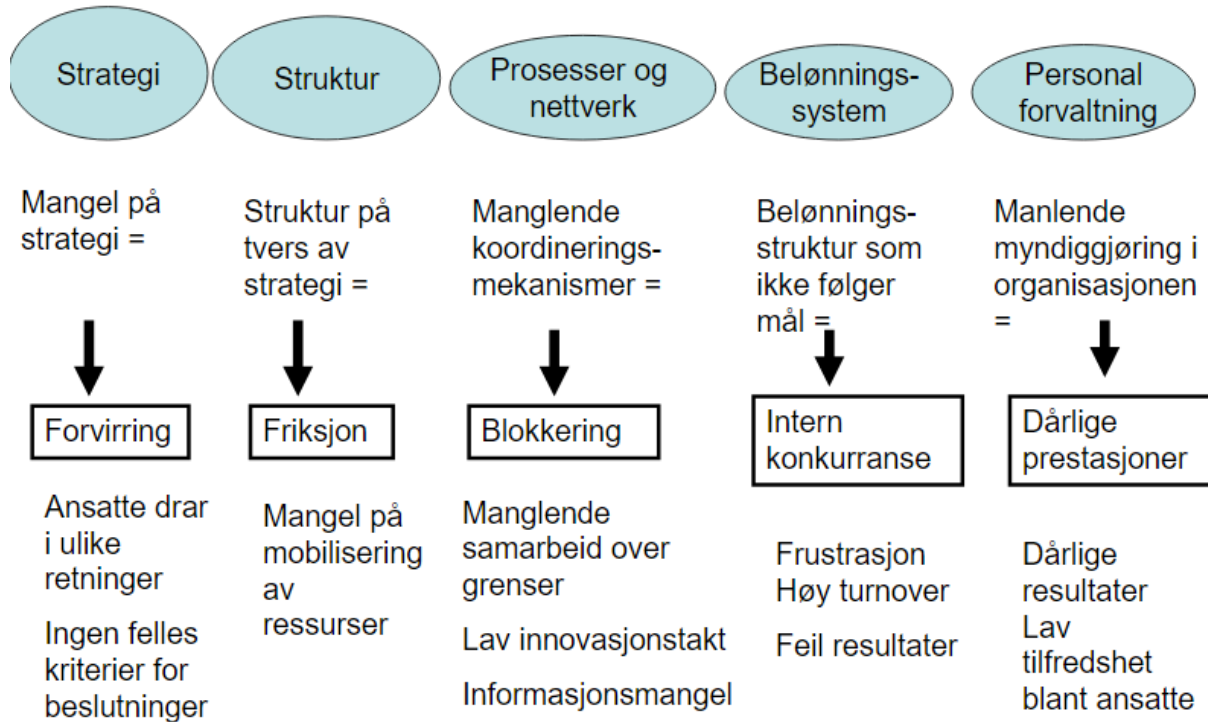 Strategi
Struktur
Prosesser og
nettverk
Belønnings-
system
Personal
forvaltning
Mangel på
strategi =
Struktur på
tvers av
strategi =
Manglende
koordinerings-
mekanismer =
Belønnings-
struktur som
ikke følger
mål =
Manlende
myndiggjøring i
organisasjonen
=
Forvirring
Friksjon
Blokkering
Intern
konkurranse
Dårlige
prestasjoner
Ansatte drar
i ulike
retninger
Ingen felles
kriterier for
beslutninger
Mangel på
mobilisering
av
ressurser
Manglende
samarbeid over
grenser
Lav innovasjonstakt
Informasjonsmangel
Frustrasjon
Høy turnover
Feil resultater
Dårlige
resultater
Lav
tilfredshet
blant ansatte